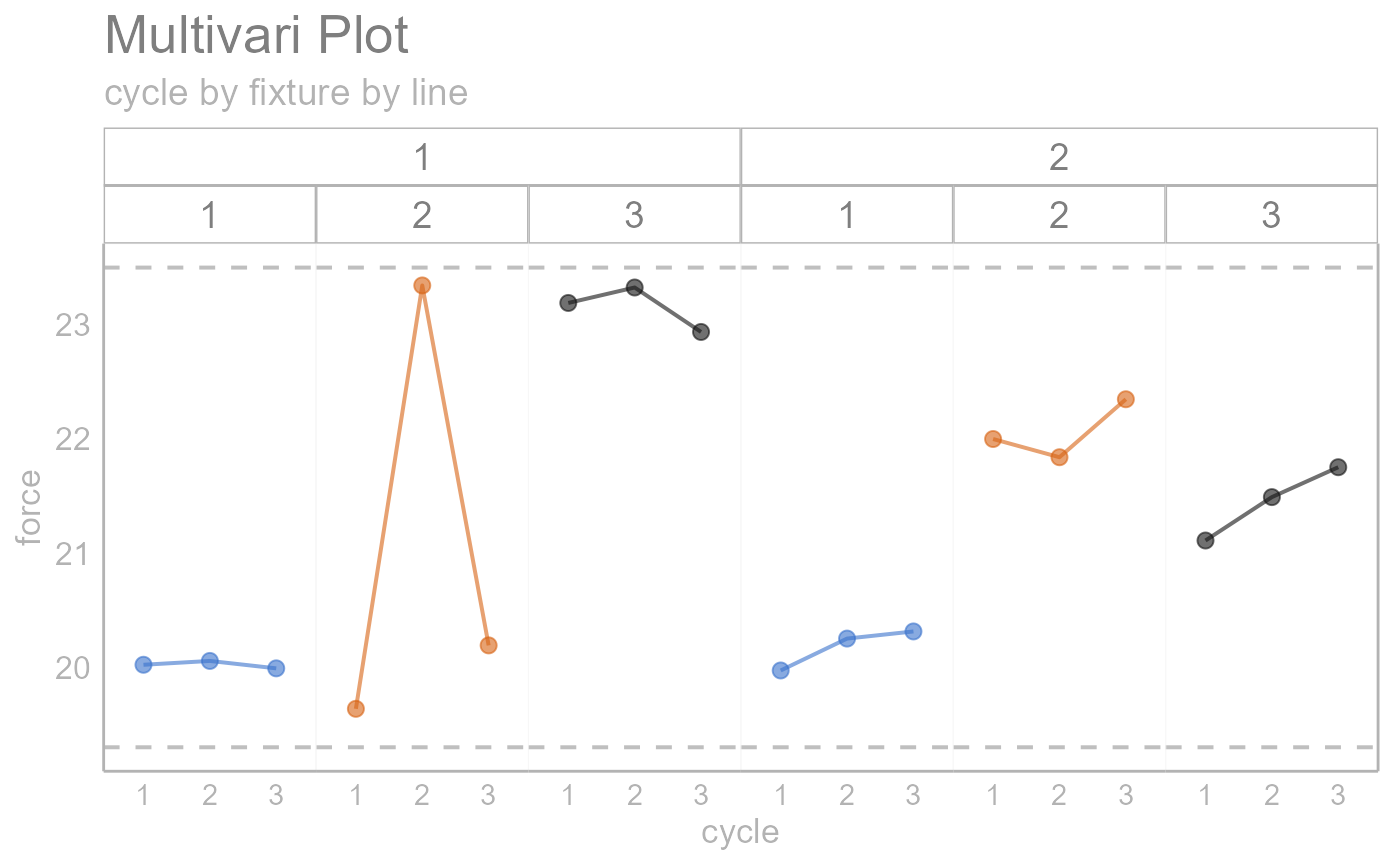 Multivari Plot
cycle by fixture by line
1 2
1 2 3 1 2 3
23
22
21
20
force
1 2 3 1 2 3 1 2 3 1 2 3 1 2 3 1 2 3
cycle